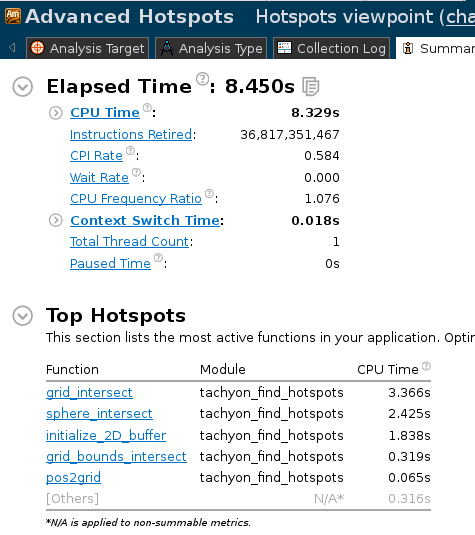 Advanced Hotspots Hotspots viewpoint (cha
Analysis Target Analysis Type Collection Log Summar
Elapsed Time ?: 8.450s
CPU Time ?: 8.329s
Instructions Retired: 36,817,351,467
CPI Rate ?: 0.584
Wait Rate ?: 0.000
CPU Frequency Ratio ?: 1.076
Context Switch Time: 0.018s
Total Thread Count: 1
Paused Time ?: 0s
Top Hotspots
This section lists the most active functions in your application. Optir
Function Module CPU Time ?
grid_intersect tachyon_find_hotspots 3.366s
sphere_intersect tachyon_find_hotspots 2.425s
initialize_2D_buffer tachyon_find_hotspots 1.838s
grid_bounds_intersect tachyon_find_hotspots 0.319s
pos2grid tachyon_find_hotspots 0.065s
[Others] N/A* 0.316s
*N/A is applied to non-summable metrics.